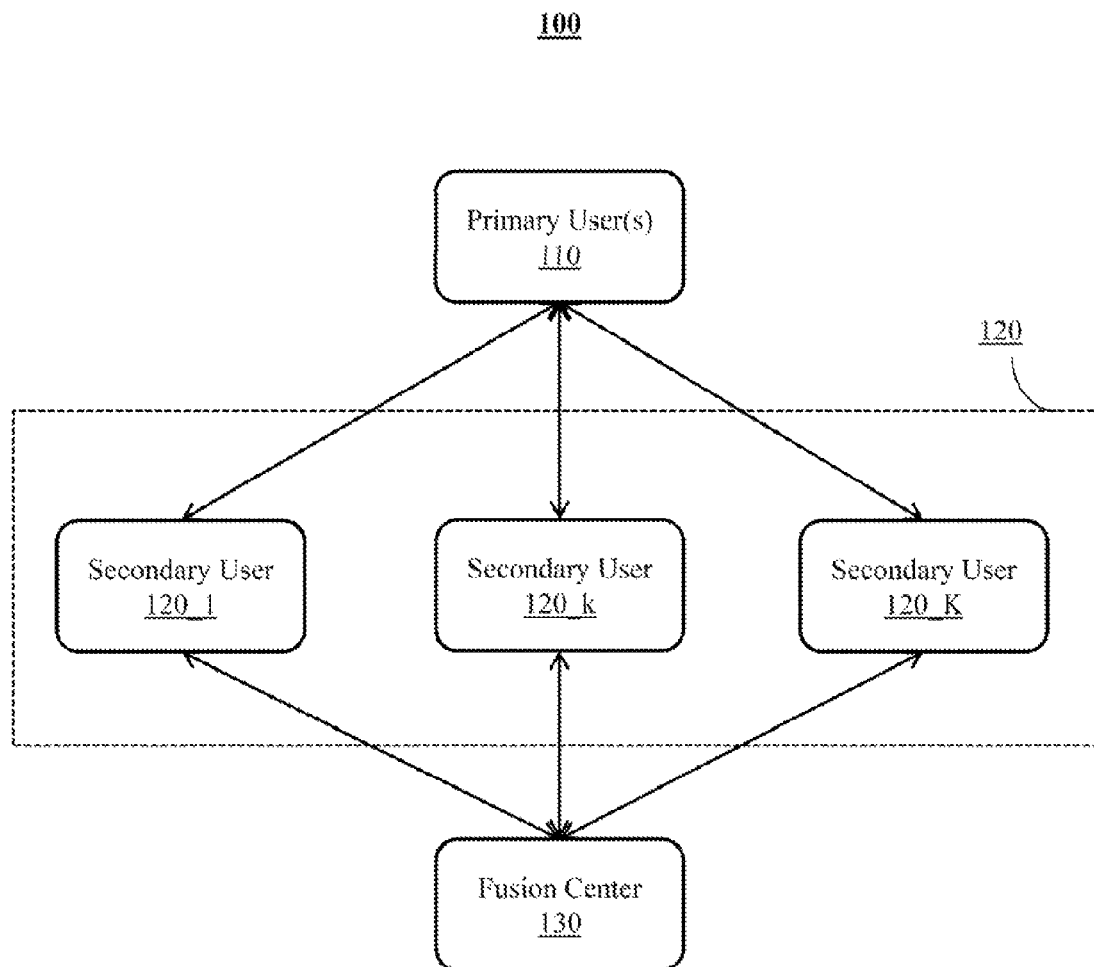 100
Primary User(s)
110
120
Secondary User
120_1
Secondary User
120_k
Secondary User
120_K
Fusion Center
130